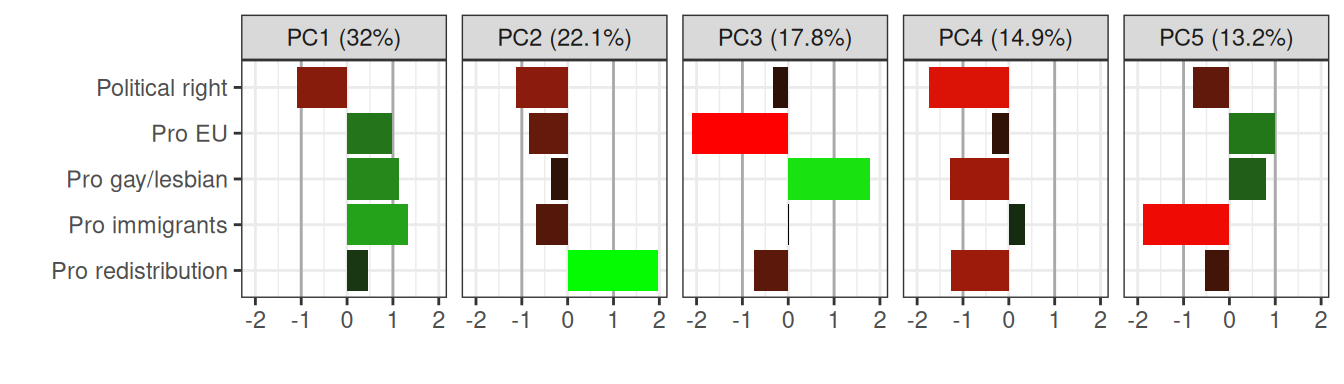 PC1 (32%) PC2 (22.1%) PC3 (17.8%) PC4 (14.9%) PC5 (13.2%)
Political right
Pro EU
Pro gay/lesbian
Pro immigrants
Pro redistribution
-2 -1 0 1 2 -2 -1 0 1 2 -2 -1 0 1 2 -2 -1 0 1 2 -2 -1 0 1 2